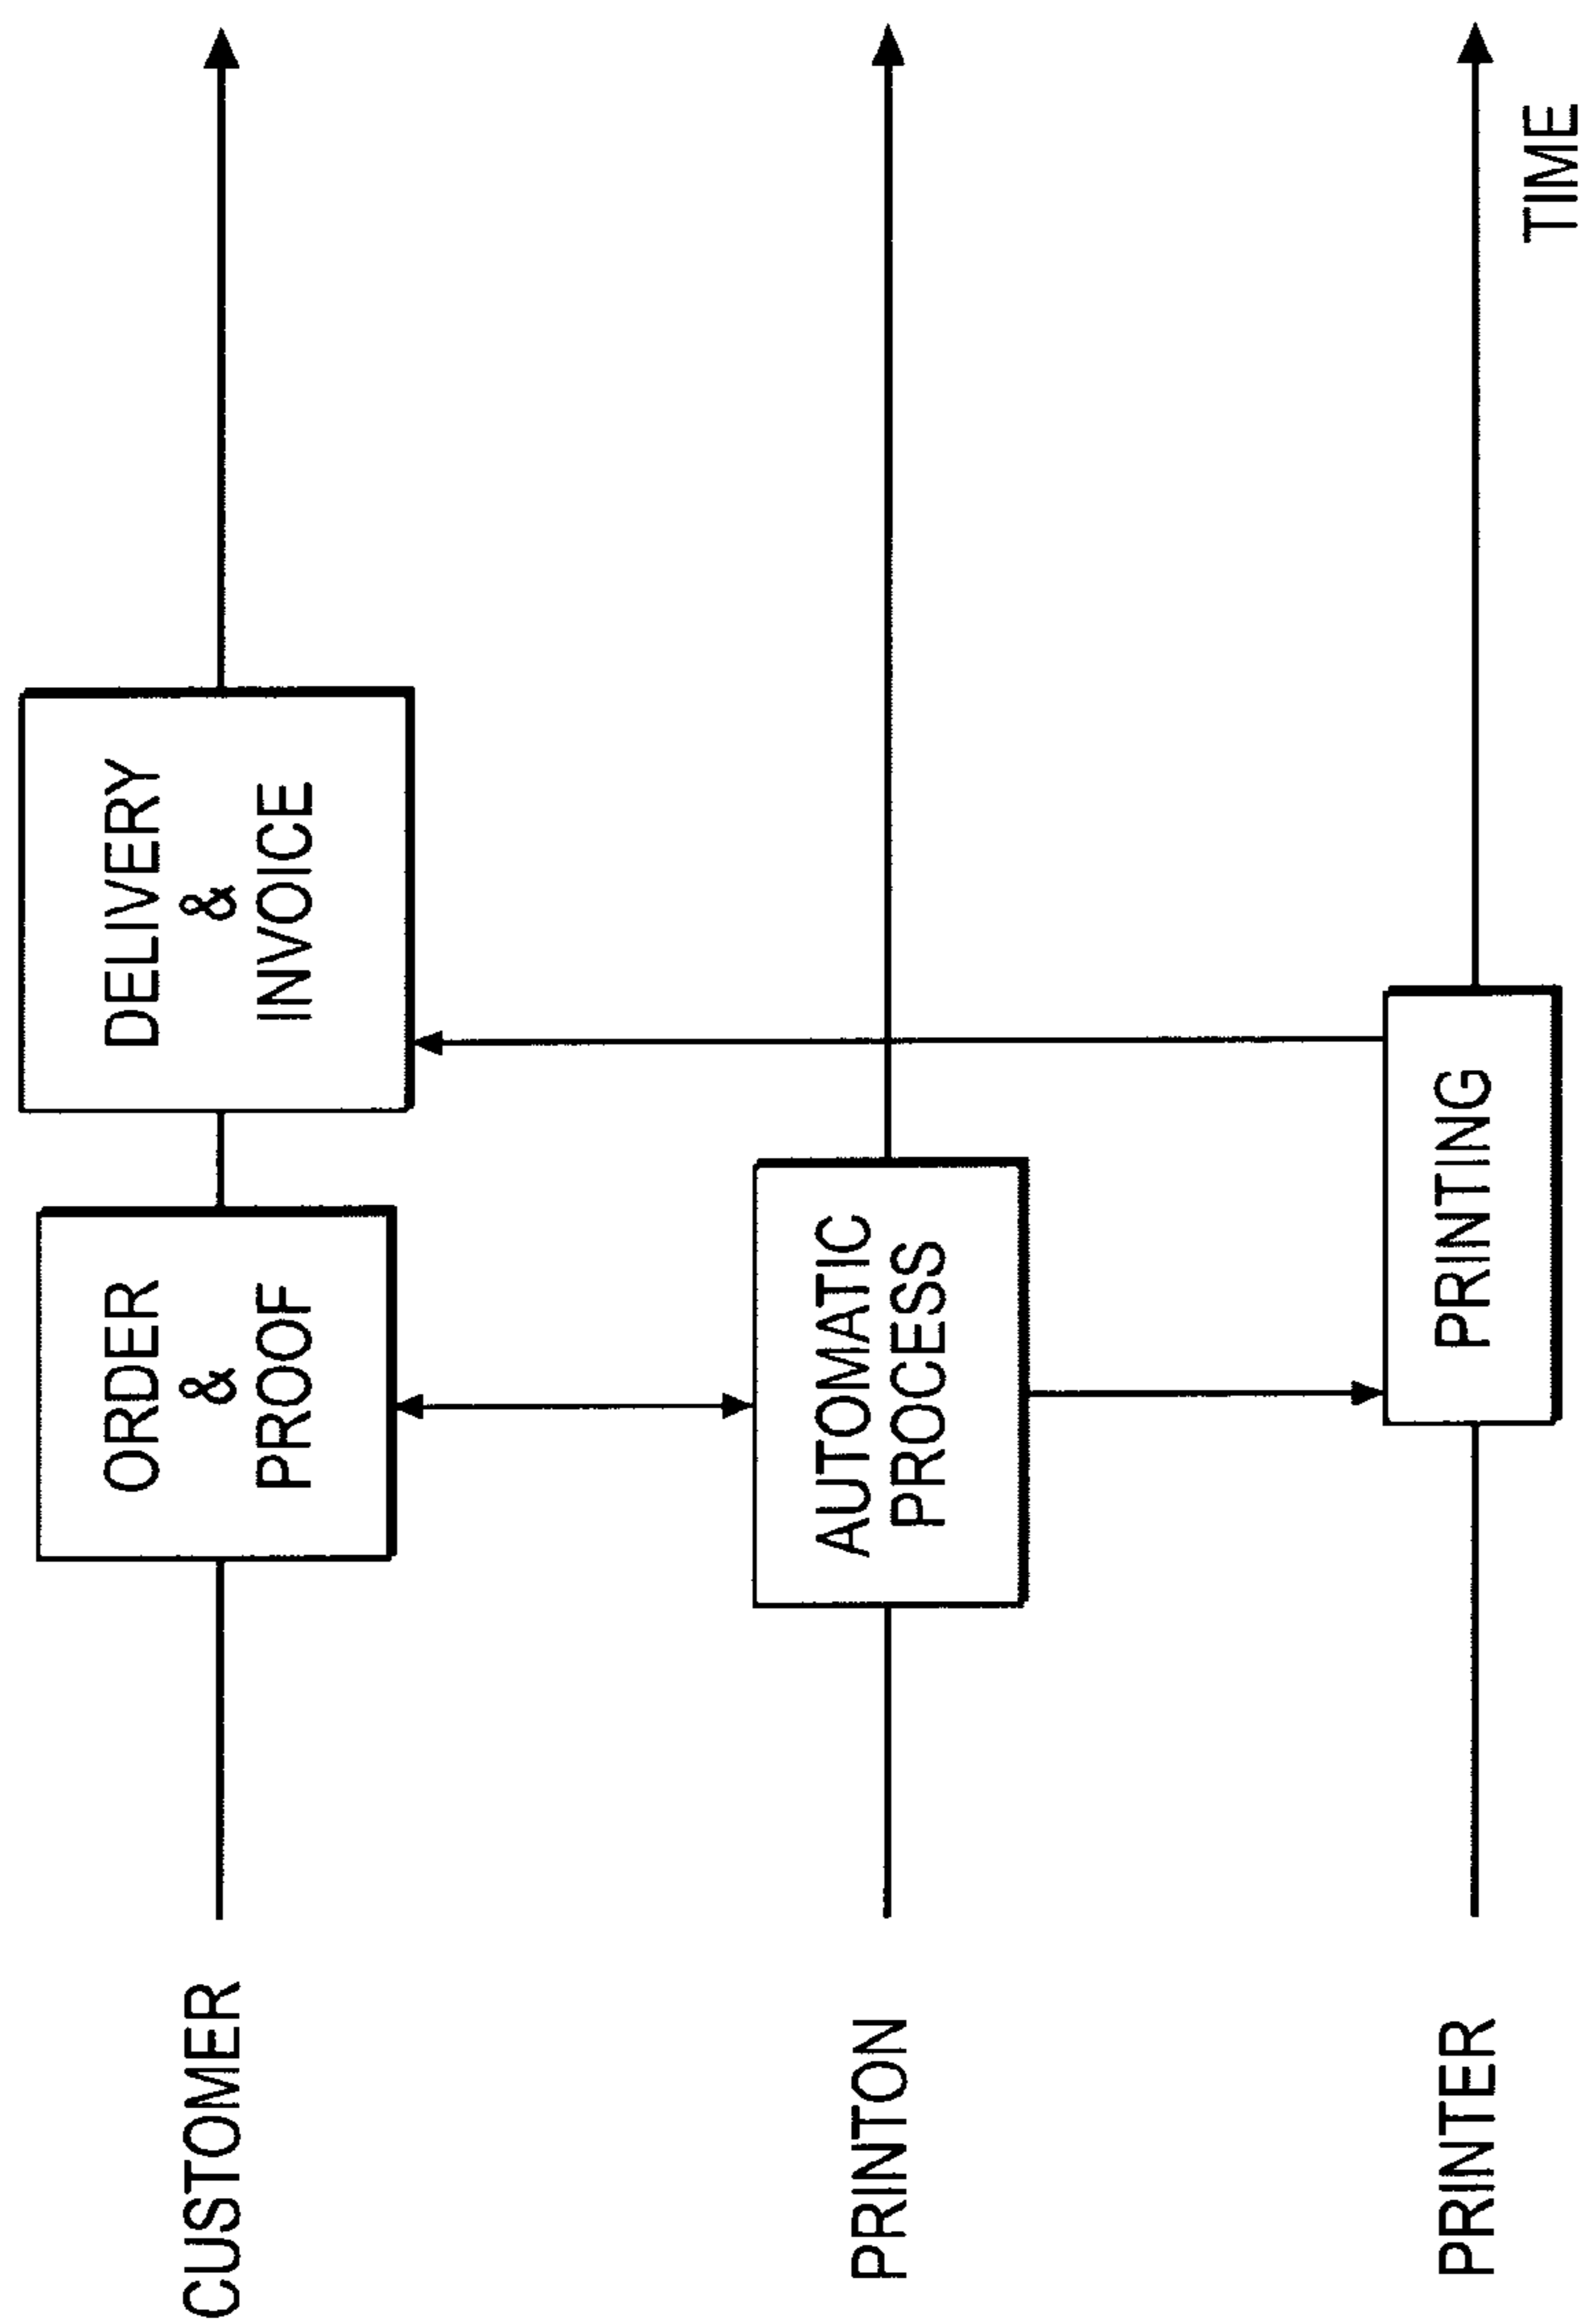 CUSTOMER
ORDER
&
PROOF
DELIVERY
&
INVOICE
PRINTON
AUTOMATIC
PROCESS
PRINTER
PRINTING
TIME